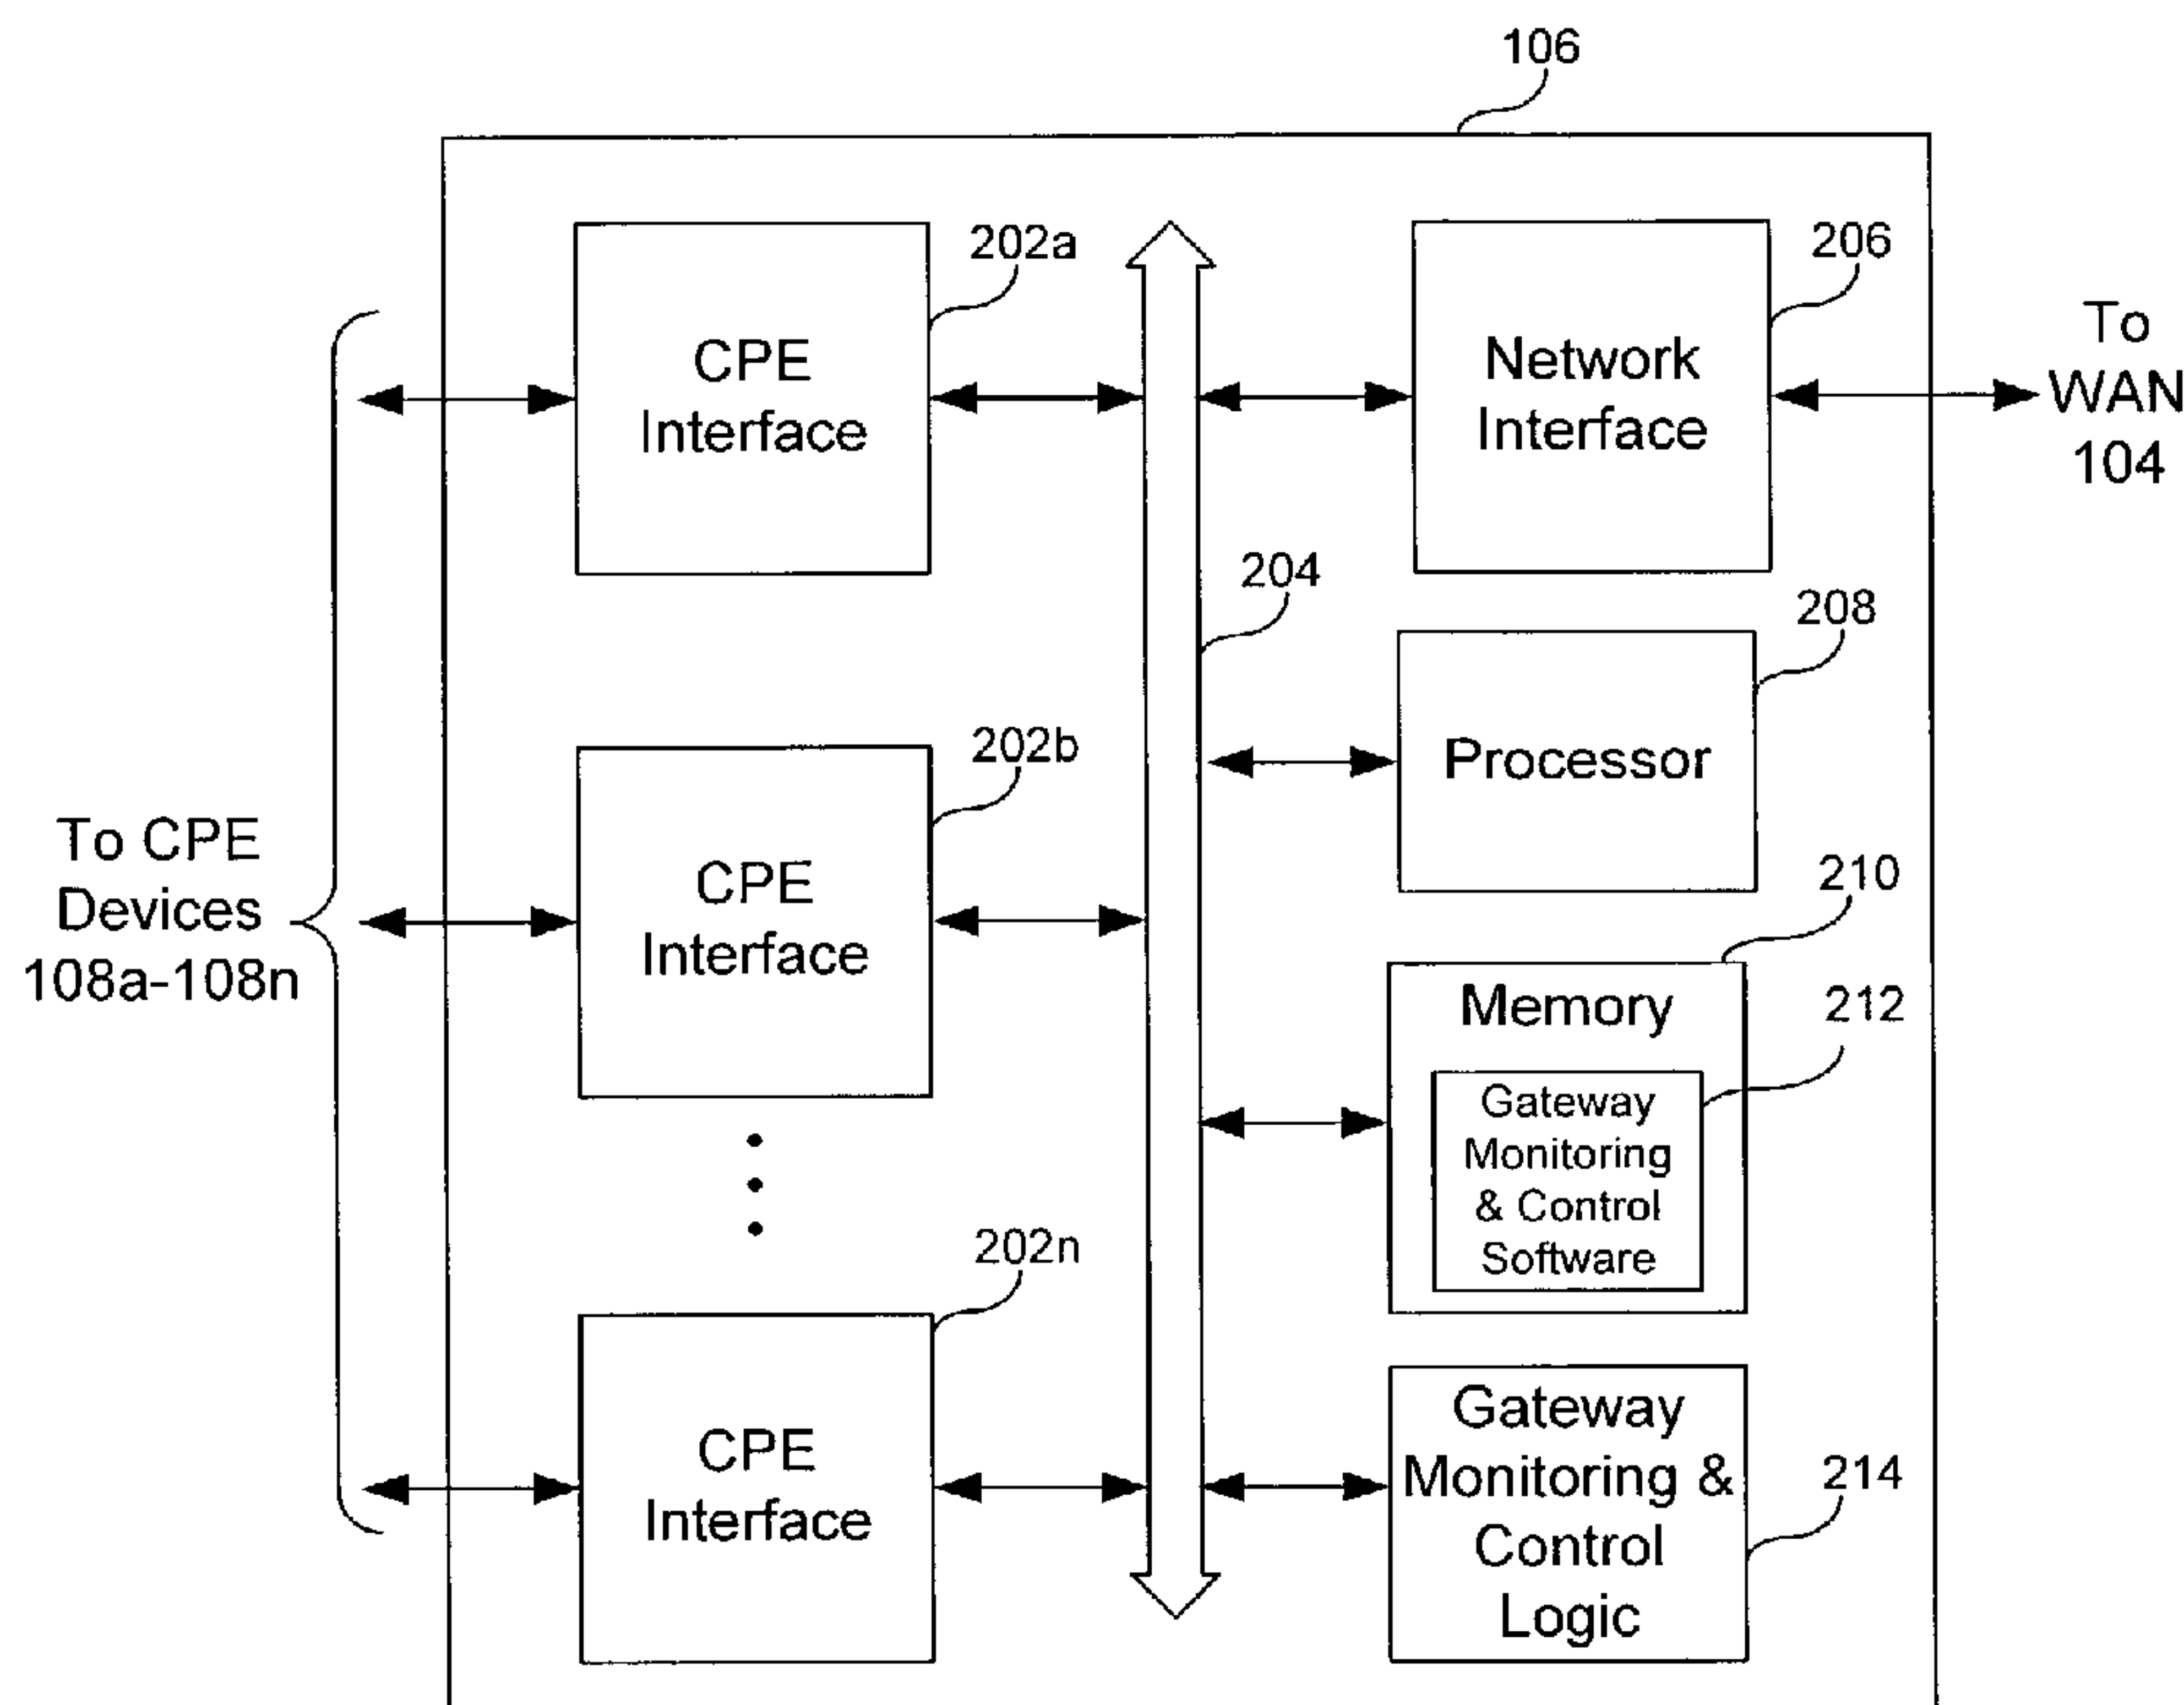 106
202a
CPE
Interface
206
Network
Interface
To
WAN
104
204
208
Processor
202b
CPE
Interface
To CPE
Devices
108a-108n
210
Memory
212
Gateway
Monitoring
& Control
Software
202n
CPE
Interface
Gateway
Monitoring &
Control
Logic
214